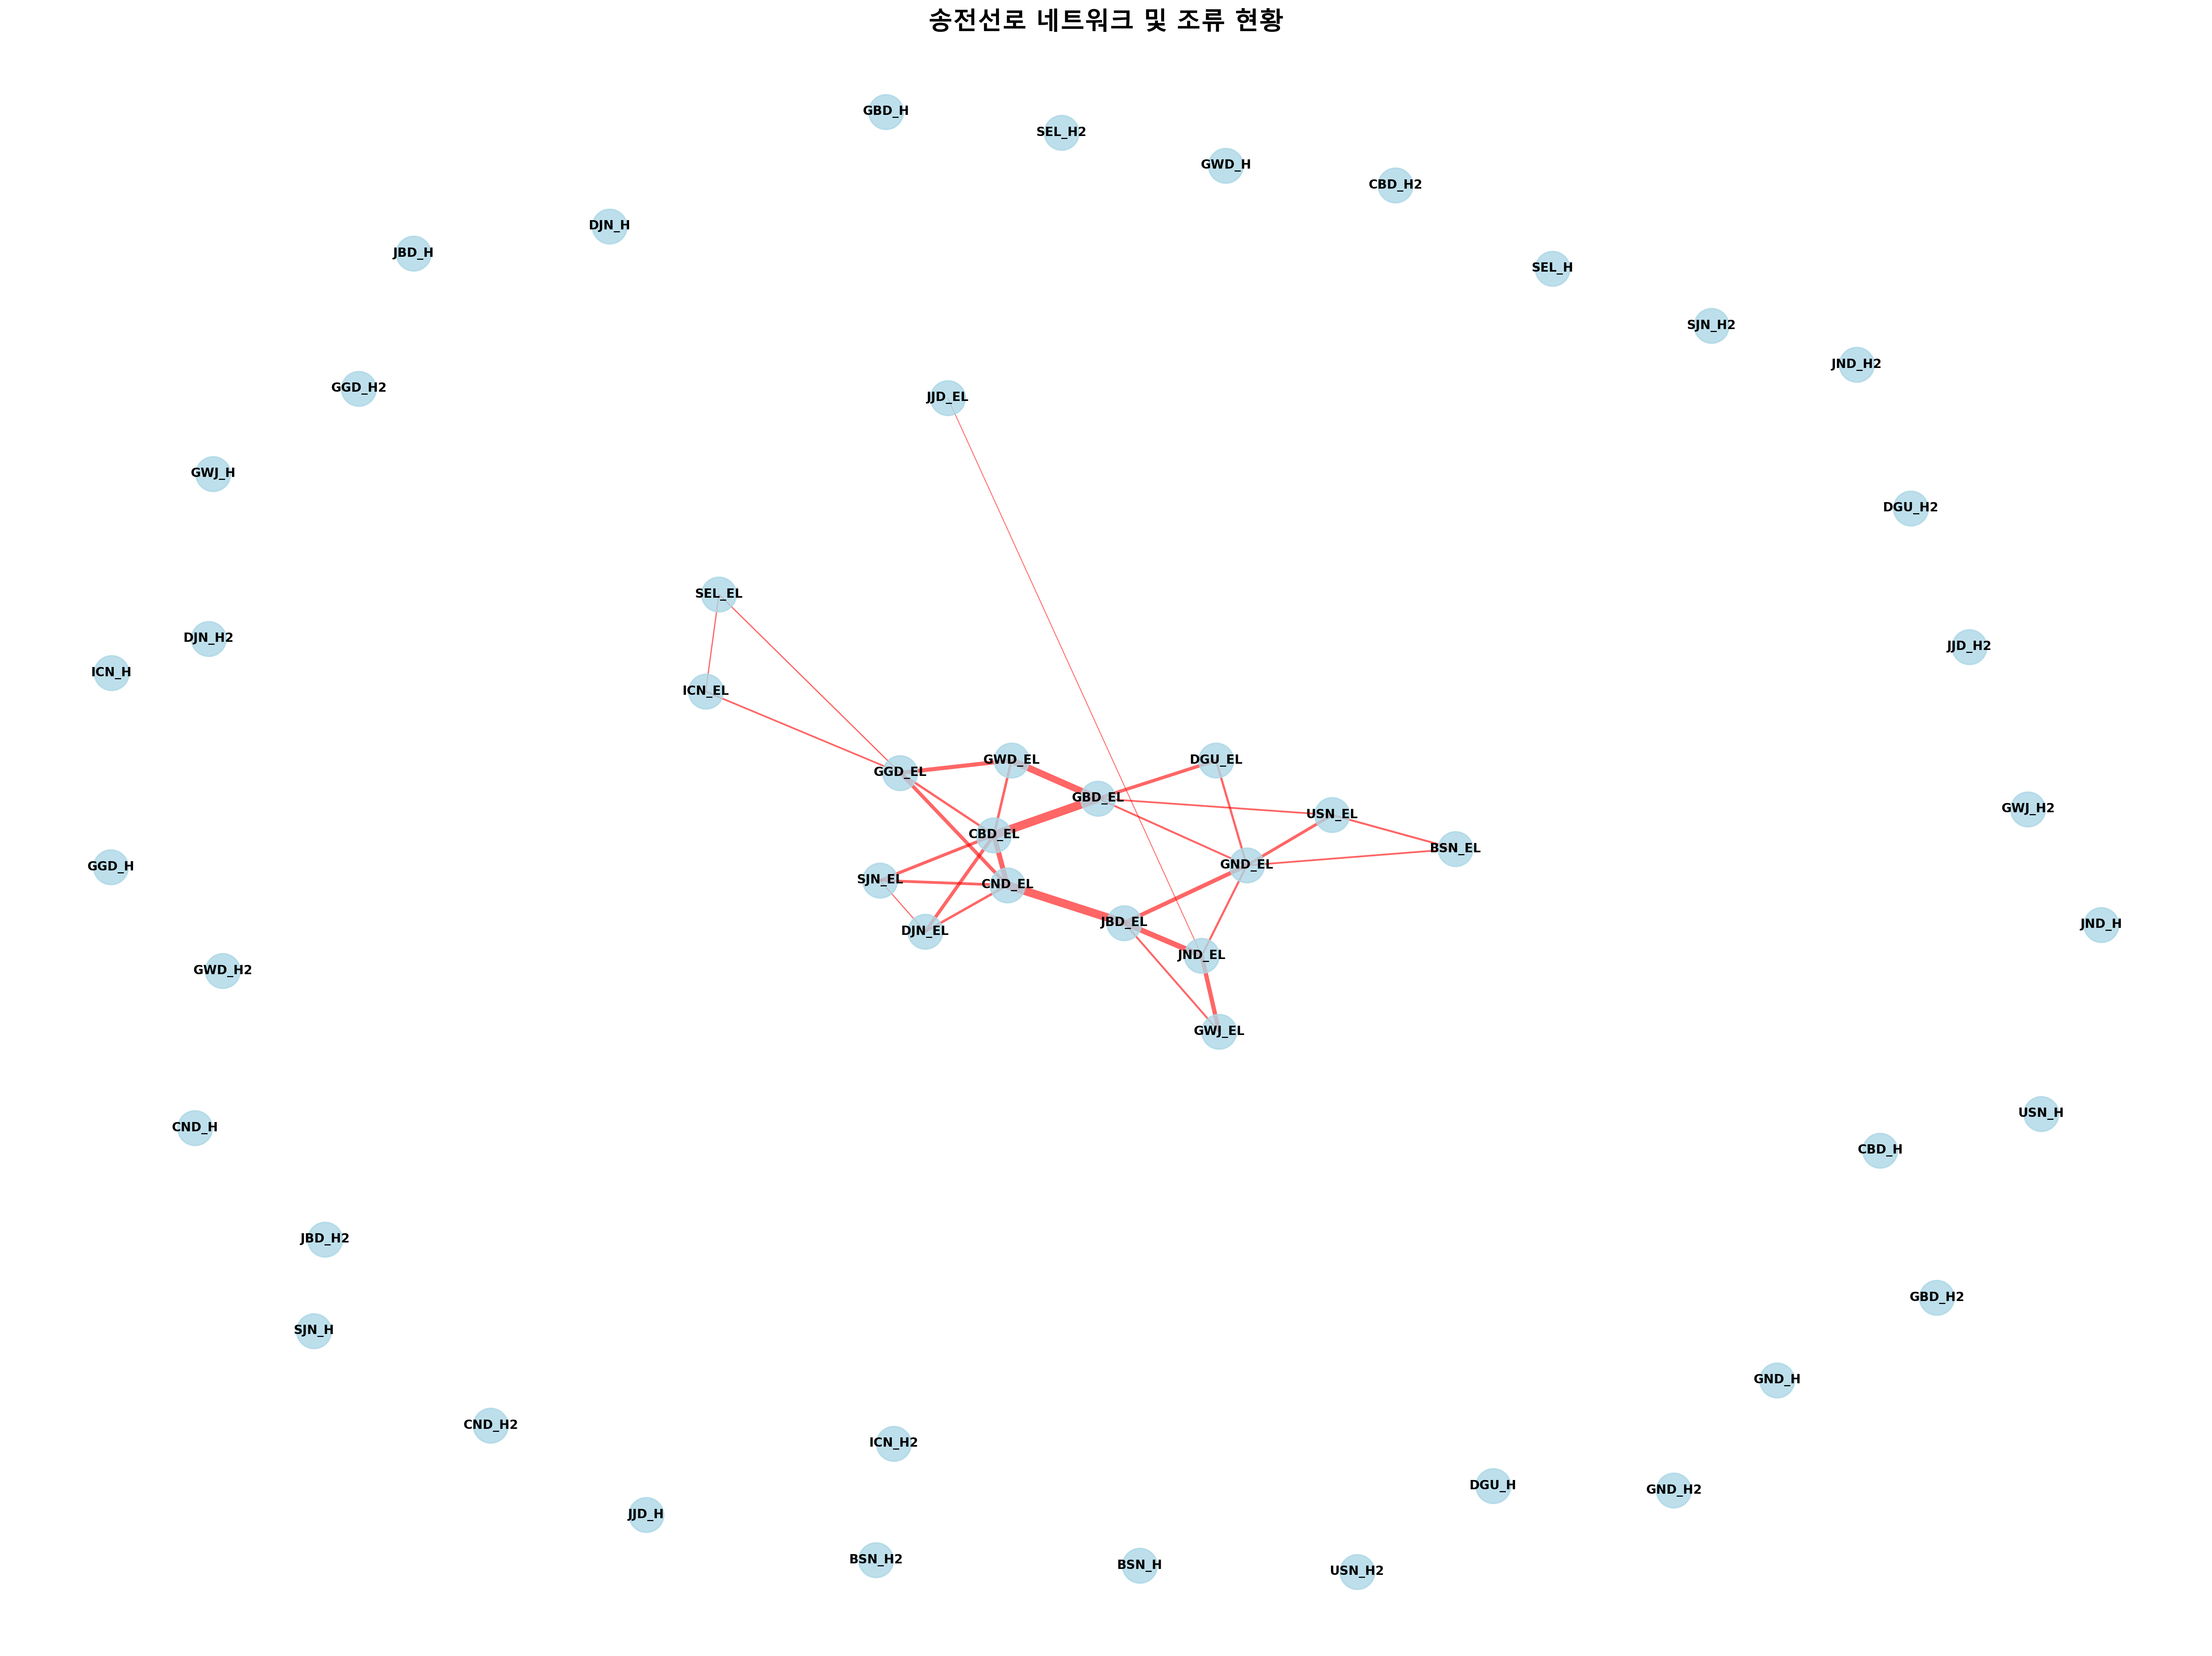 송전선로 네트워크 및 조류 현황
GBD_H
SEL_H2
GWD_H
CBD_H2
DJN_H
JBD_H
SEL_H
SJN_H2
JND_H2
GGD_H2
JJD_EL
GWJ_H
DGU_H2
SEL_EL
DJN_H2
JJD_H2
ICN_H
ICN_EL
GWD_EL
DGU_EL
GGD_EL
GBD_EL
GWJ_H2
USN_EL
CBD_EL
BSN_EL
GND_EL
GGD_H
SJN_EL
CND_EL
JBD_EL
JND_H
DJN_EL
JND_EL
GWD_H2
GWJ_EL
USN_H
CND_H
CBD_H
JBD_H2
GBD_H2
SJN_H
GND_H
CND_H2
ICN_H2
DGU_H
GND_H2
JJD_H
BSN_H2
BSN_H
USN_H2